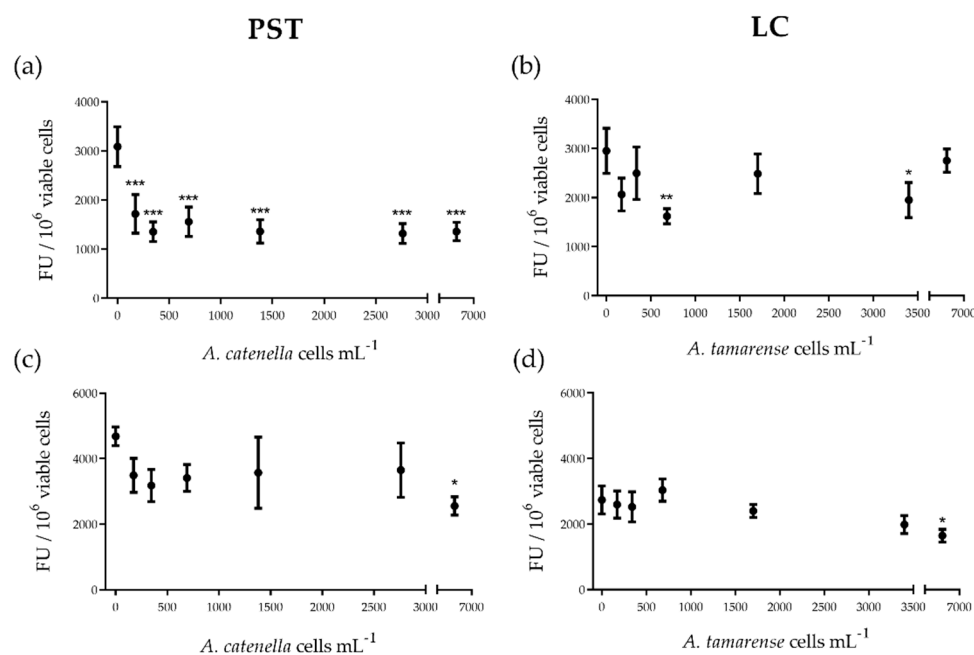 PST
LC
(a)
(b)
FU / 10⁶ viable cells
4000
3000
2000
1000
0
***
***
***
***
***
***
0 500 1000 1500 2000 2500 3000 7000
A. catenella cells mL⁻¹
FU / 10⁶ viable cells
4000
3000
2000
1000
0
**
*
0 500 1000 1500 2000 2500 3000 3500 7000
A. tamarense cells mL⁻¹
(c)
(d)
FU / 10⁶ viable cells
6000
4000
2000
0
*
0 500 1000 1500 2000 2500 3000 7000
A. catenella cells mL⁻¹
FU / 10⁶ viable cells
6000
4000
2000
0
*
0 500 1000 1500 2000 2500 3000 3500 7000
A. tamarense cells mL⁻¹